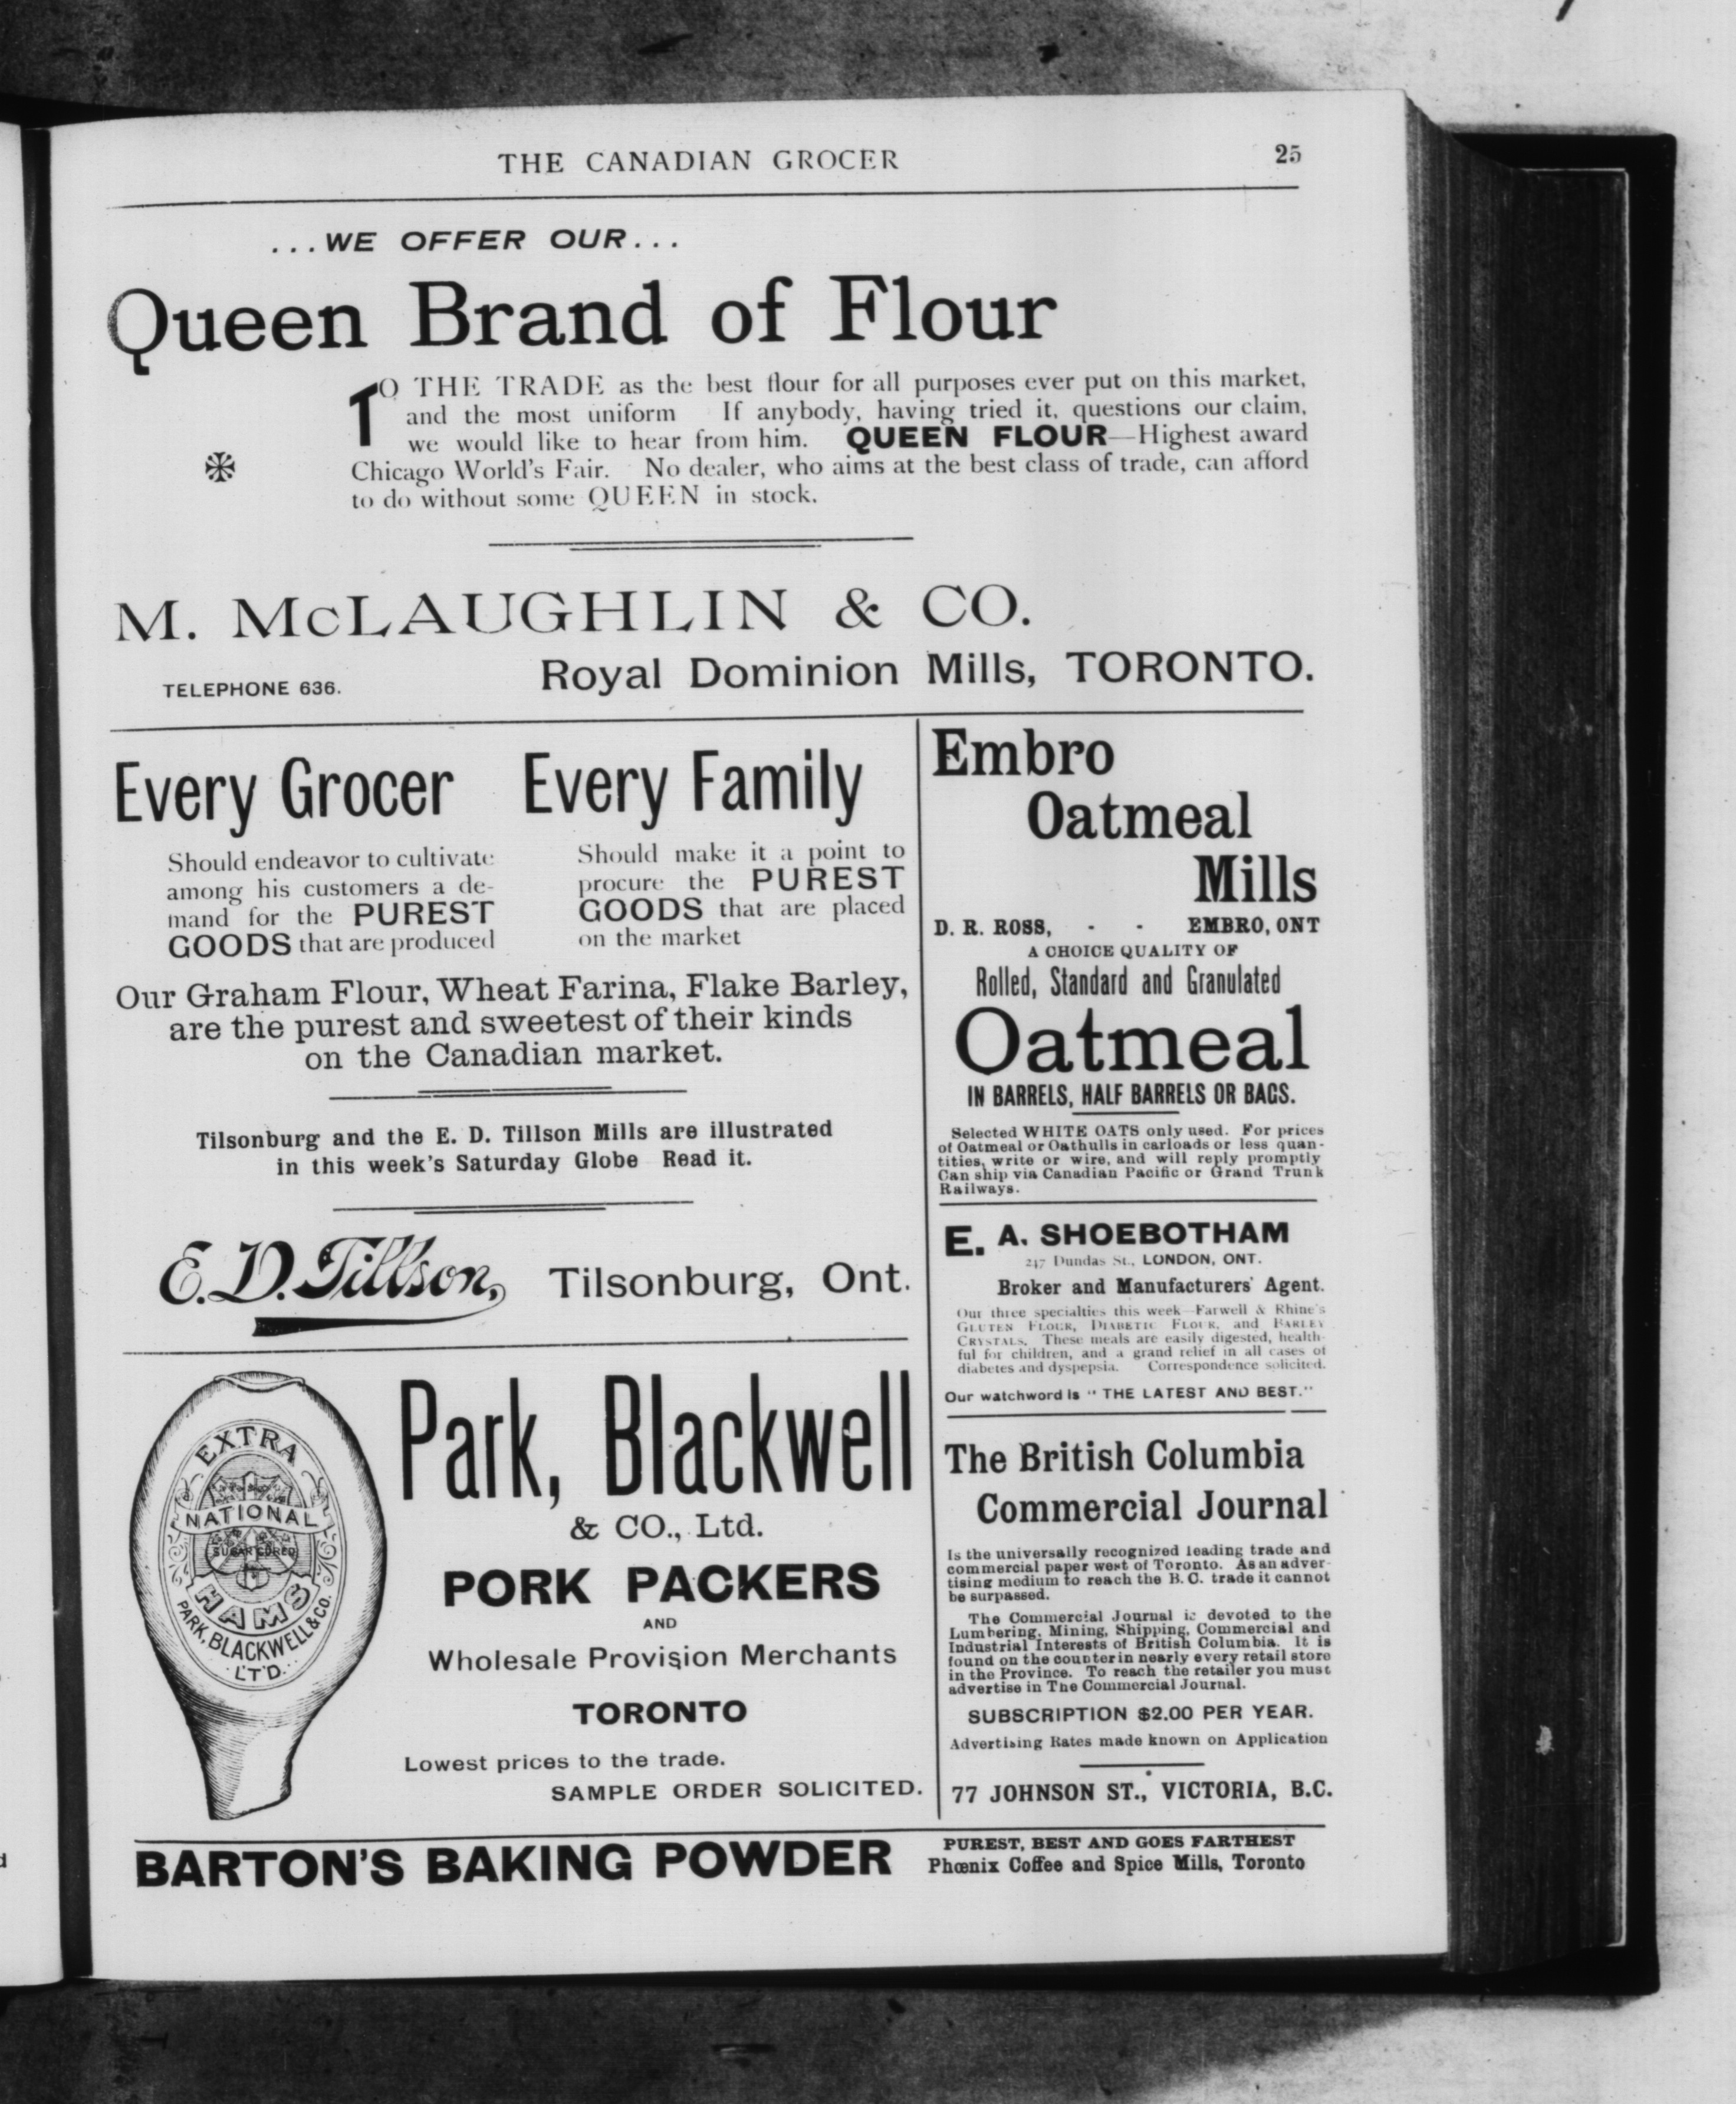 THE CANADIAN GROCER 25
...WE OFFER OUR...
Queen Brand of Flour
TO THE TRADE as the best flour for all purposes ever put on this market,
and the most uniform If anybody, having tried it, questions our claim,
we would like to hear from him. QUEEN FLOUR—Highest award
Chicago World's Fair. No dealer, who aims at the best class of trade, can afford
to do without some QUEEN in stock.
M. McLAUGHLIN & CO.
TELEPHONE 636. Royal Dominion Mills, TORONTO.
Every Grocer
Should endeavor to cultivate
among his customers a de-
mand for the PUREST
GOODS that are produced
Every Family
Should make it a point to
procure the PUREST
GOODS that are placed
on the market
Our Graham Flour, Wheat Farina, Flake Barley,
are the purest and sweetest of their kinds
on the Canadian market.
Tilsonburg and the E. D. Tillson Mills are illustrated
in this week's Saturday Globe Read it.
E. D. Tillson, Tilsonburg, Ont.
EXTRA
NATIONAL
SUGAR CURED
HAMS
PARK, BLACKWELL & CO.
L'T'D.
Park, Blackwell
& CO., Ltd.
PORK PACKERS
AND
Wholesale Provision Merchants
TORONTO
Lowest prices to the trade.
SAMPLE ORDER SOLICITED.
Embro
Oatmeal
Mills
D. R. ROSS, - - EMBRO, ONT
A CHOICE QUALITY OF
Rolled, Standard and Granulated
Oatmeal
IN BARRELS, HALF BARRELS OR BAGS.
Selected WHITE OATS only used. For prices
of Oatmeal or Oathulls in carloads or less quan-
tities, write or wire, and will reply promptly
Can ship via Canadian Pacific or Grand Trunk
Railways.
E. A. SHOEBOTHAM
247 Dundas St., LONDON, ONT.
Broker and Manufacturers' Agent.
Our three specialties this week—Farwell & Rhine's
GLUTEN FLOUR, DIABETIC FLOUR, and BARLEY
CRYSTALS. These meals are easily digested, health-
ful for children, and a grand relief in all cases of
diabetes and dyspepsia. Correspondence solicited.
Our watchword is "THE LATEST AND BEST."
The British Columbia
Commercial Journal
Is the universally recognized leading trade and
commercial paper west of Toronto. As an adver-
tising medium to reach the B. C. trade it cannot
be surpassed.
The Commercial Journal is devoted to the
Lumbering, Mining, Shipping, Commercial and
Industrial Interests of British Columbia. It is
found on the counter in nearly every retail store
in the Province. To reach the retailer you must
advertise in The Commercial Journal.
SUBSCRIPTION $2.00 PER YEAR.
Advertising Rates made known on Application
77 JOHNSON ST., VICTORIA, B.C.
BARTON'S BAKING POWDER
PUREST, BEST AND GOES FARTHEST
Phœnix Coffee and Spice Mills, Toronto